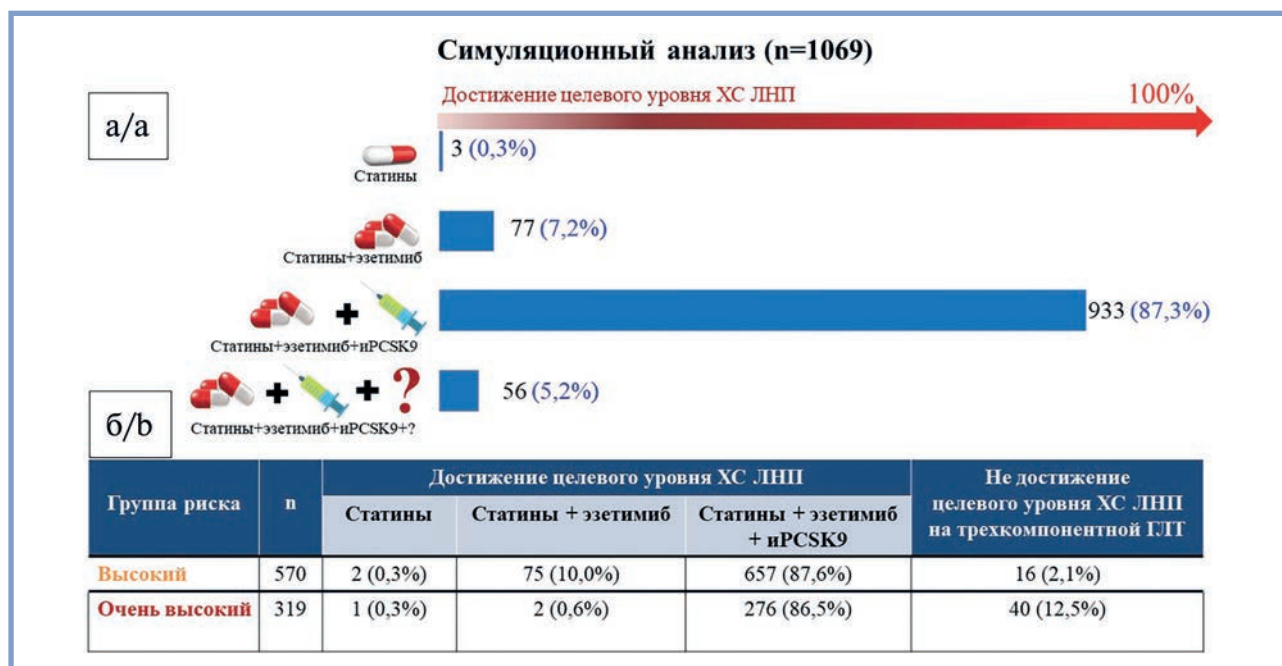 Симуляционный анализ (n=1069)
Достижение целевого уровня ХС ЛНП 100%
а/a
3 (0,3%)
Статины
77 (7,2%)
Статины+эзетимиб
933 (87,3%)
Статины+эзетимиб+иPCSK9
56 (5,2%)
+ + ?
б/b
Статины+эзетимиб+иPCSK9+?
Группа риска
n
Достижение целевого уровня ХС ЛНП
Статины
Статины + эзетимиб
Статины + эзетимиб
+ иPCSK9
Не достижение
целевого уровня ХС ЛНП
на трехкомпонентной ГЛТ
Высокий 570 2 (0,3%) 75 (10,0%) 657 (87,6%) 16 (2,1%)
Очень высокий 319 1 (0,3%) 2 (0,6%) 276 (86,5%) 40 (12,5%)